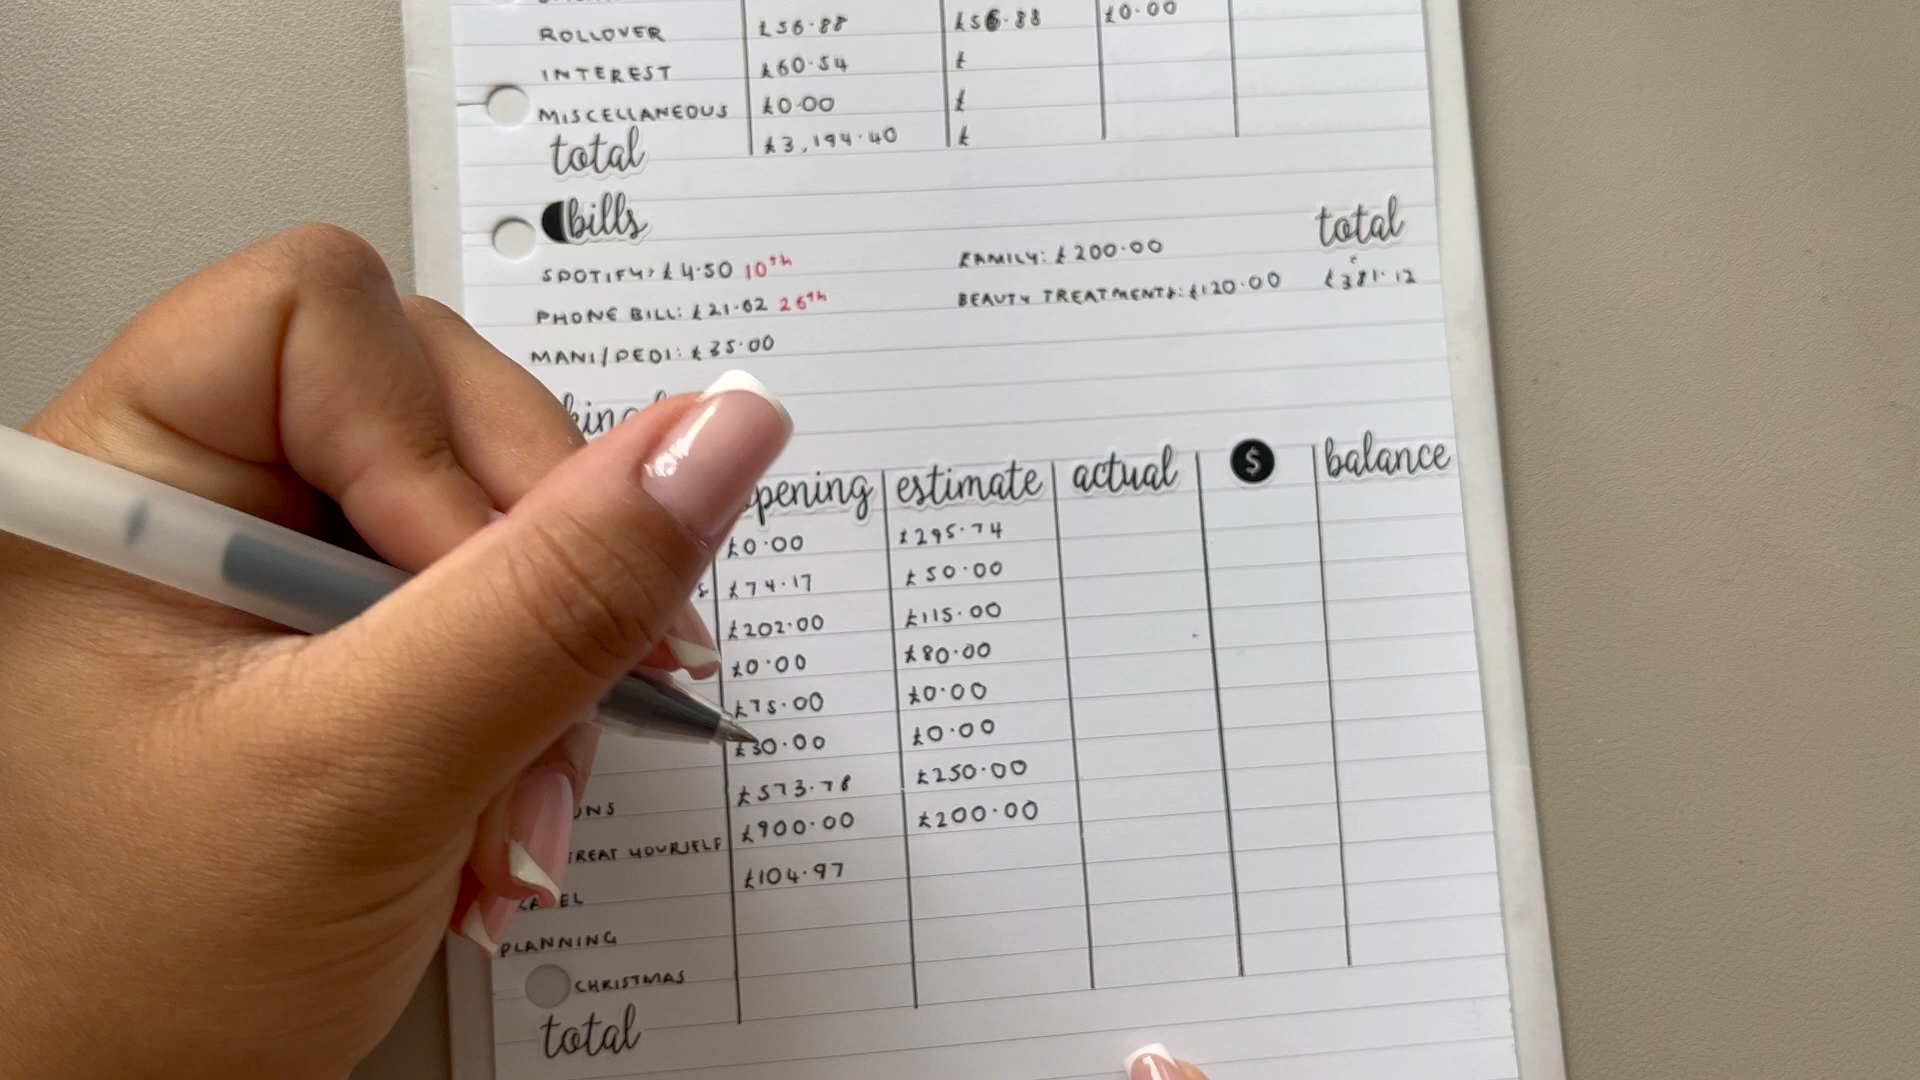 ROLLOVER £56.88 £56.88 £0.00
INTEREST £60.54 £
MISCELLANEOUS £0.00 £
total £3,194.40 £
bills
total
SPOTIFY: £4.50 10th FAMILY: £200.00
PHONE BILL: £21.62 26th BEAUTY TREATMENTS: £120.00 £381.12
MANI/PEDI: £35.00
pening estimate actual $ balance
£0.00 £295.74
£74.17 £50.00
£202.00 £115.00
£0.00 £80.00
£75.00 £0.00
£30.00 £0.00
£573.78 £250.00
£900.00 £200.00
TREAT YOURSELF
£104.97
PLANNING
CHRISTMAS
total